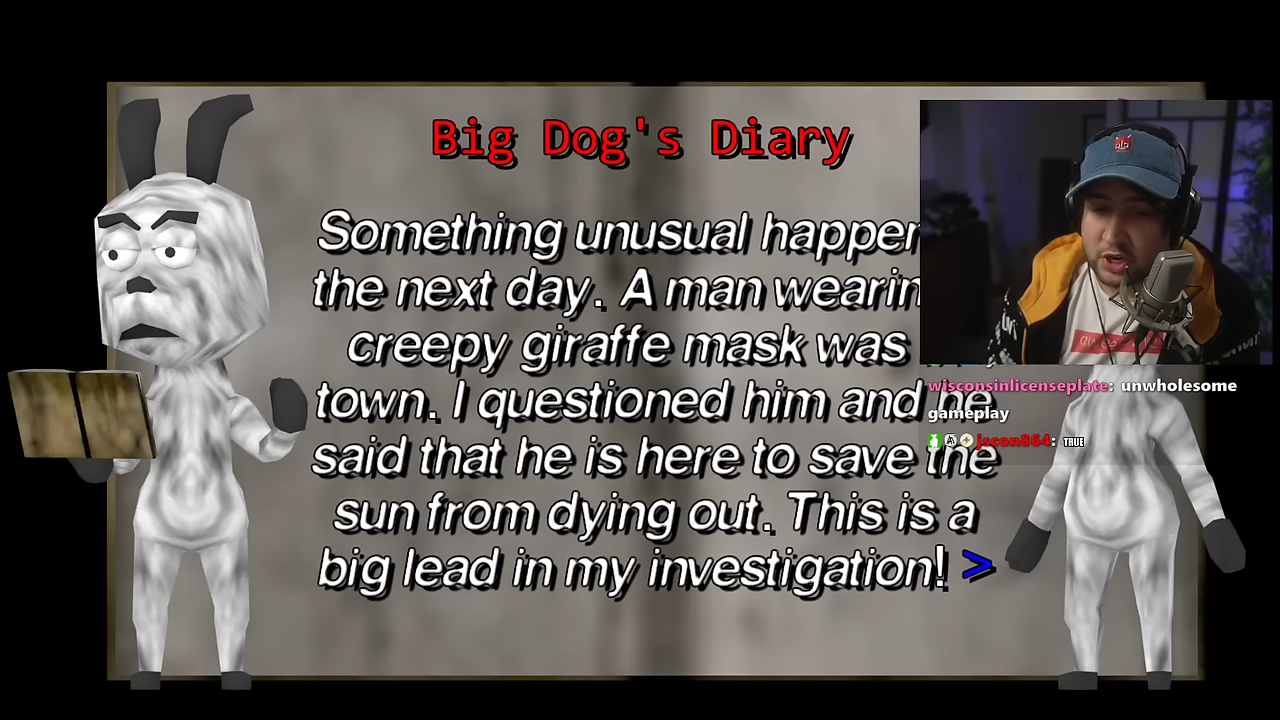 Big Dog's Diary
Something unusual happen
the next day. A man wearin
creepy giraffe mask was
town. I questioned him and he
said that he is here to save the
sun from dying out. This is a
big lead in my investigation! >
wisconsinlicenseplate: unwholesome
gameplay
jscon864: TRUE